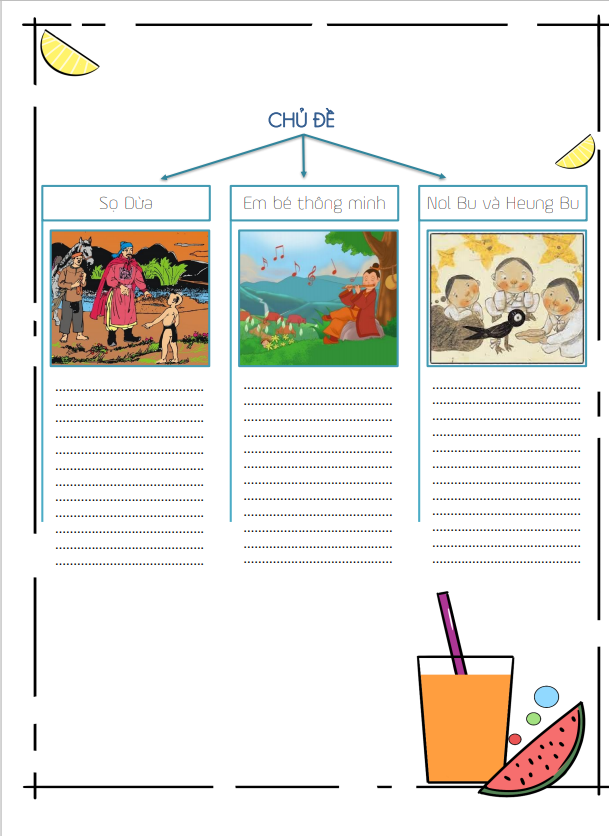 CHỦ ĐỀ
Sọ Dừa
Em bé thông minh
Nol Bu và Heung Bu